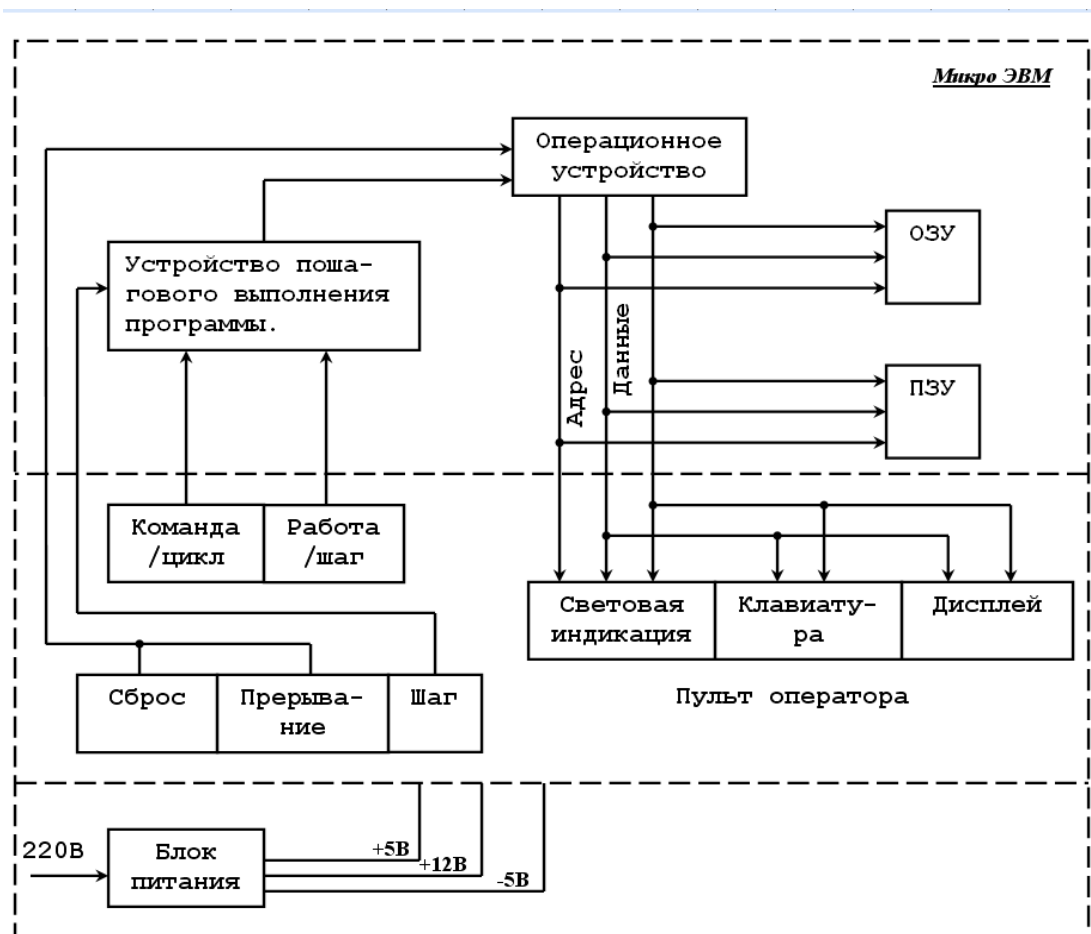 Микро ЭВМ
Операционное
устройство
ОЗУ
Устройство поша-
гового выполнения
программы.
Адрес
Данные
ПЗУ
Команда
/цикл
Работа
/шаг
Световая
индикация
Клавиату-
ра
Дисплей
Сброс
Прерыва-
ние
Шаг
Пульт оператора
220В
Блок
питания
+5В
+12В
-5В